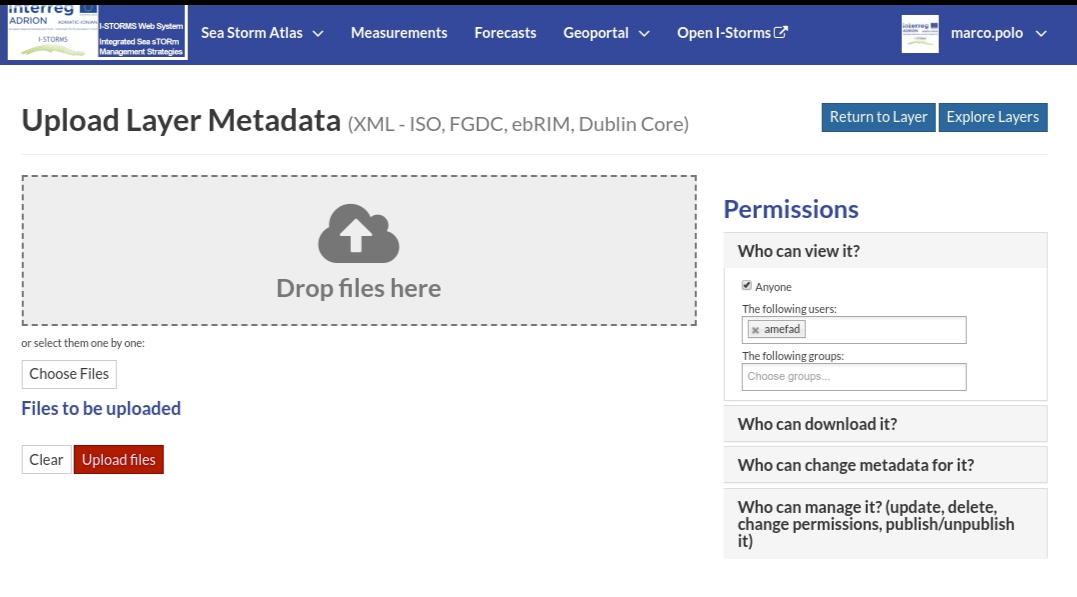 Interreg
ADRION ADRIATIC-IONIAN
I-STORMS
I-STORMS Web System
Integrated Sea sTORm
Management Strategies
Sea Storm Atlas
Measurements
Forecasts
Geoportal
Open I-Storms
marco.polo
Upload Layer Metadata (XML - ISO, FGDC, ebRIM, Dublin Core)
Return to Layer
Explore Layers
Drop files here
or select them one by one:
Choose Files
Files to be uploaded
Clear
Upload files
Permissions
Who can view it?
Anyone
The following users:
amefad
The following groups:
Choose groups...
Who can download it?
Who can change metadata for it?
Who can manage it? (update, delete,
change permissions, publish/unpublish
it)